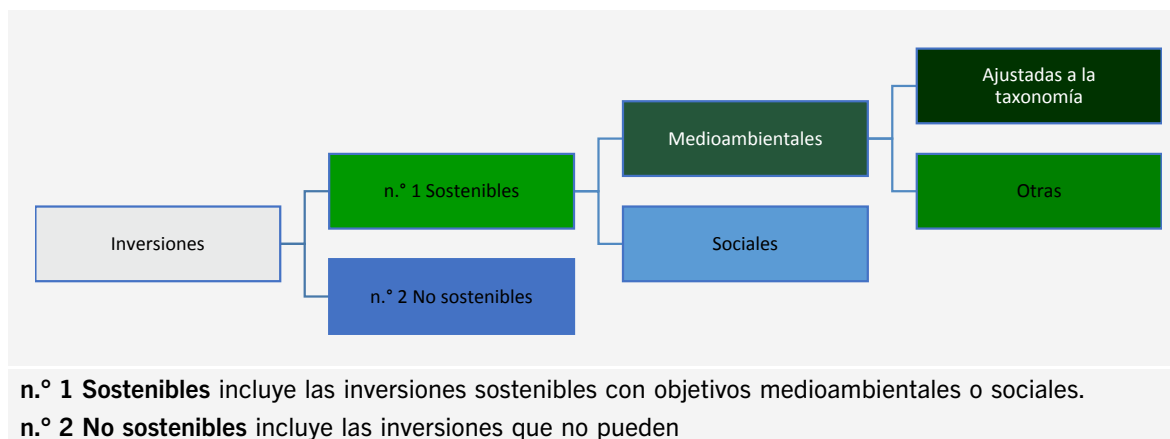 Ajustadas a la
taxonomía
Medioambientales
n.° 1 Sostenibles
Otras
Inversiones
Sociales
n.° 2 No sostenibles
n.° 1 Sostenibles incluye las inversiones sostenibles con objetivos medioambientales o sociales.
n.° 2 No sostenibles incluye las inversiones que no pueden